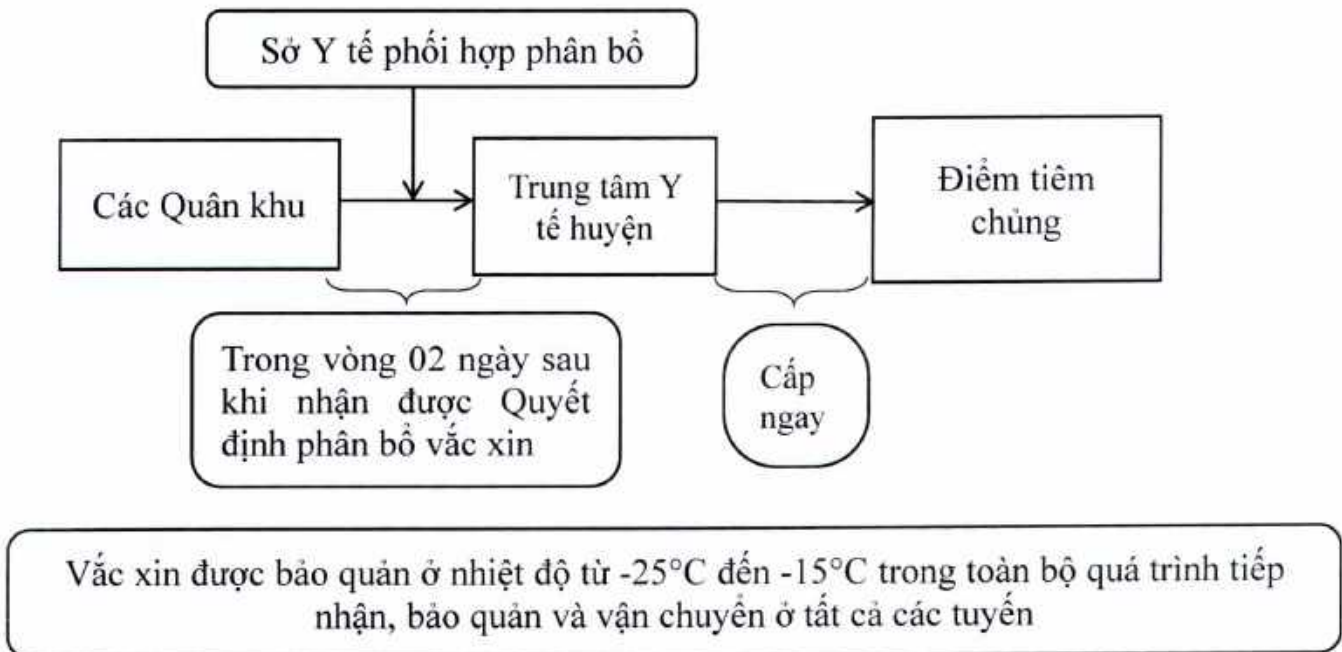 Sở Y tế phối hợp phân bổ
Các Quân khu
Trung tâm Y
tế huyện
Điểm tiêm
chủng
Trong vòng 02 ngày sau
khi nhận được Quyết
định phân bổ vắc xin
Cấp
ngay
Vắc xin được bảo quản ở nhiệt độ từ -25°C đến -15°C trong toàn bộ quá trình tiếp
nhận, bảo quản và vận chuyển ở tất cả các tuyến